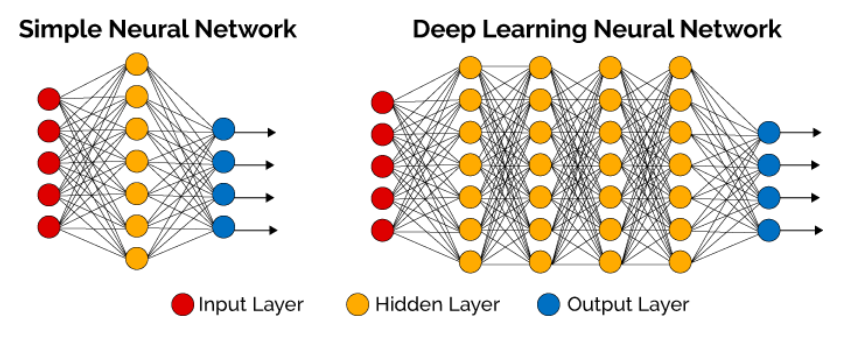 Simple Neural Network
Deep Learning Neural Network
Input Layer
Hidden Layer
Output Layer